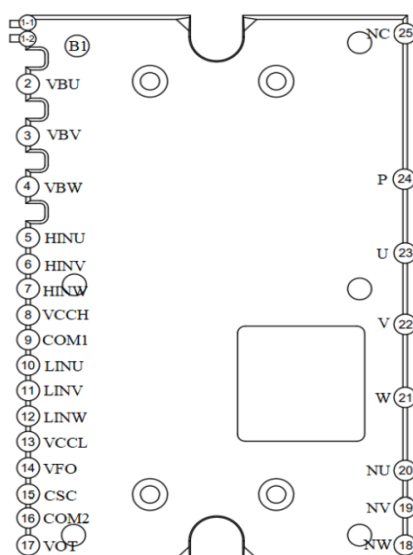 1-1
1-2
B1
2 VBU
3 VBV
4 VBW
5 HINU
6 HINV
7 HINW
8 VCCH
9 COM1
10 LINU
11 LINV
12 LINW
13 VCCL
14 VFO
15 CSC
16 COM2
17 VOT
NC 25
P 24
U 23
V 22
W 21
NU 20
NV 19
NW 18